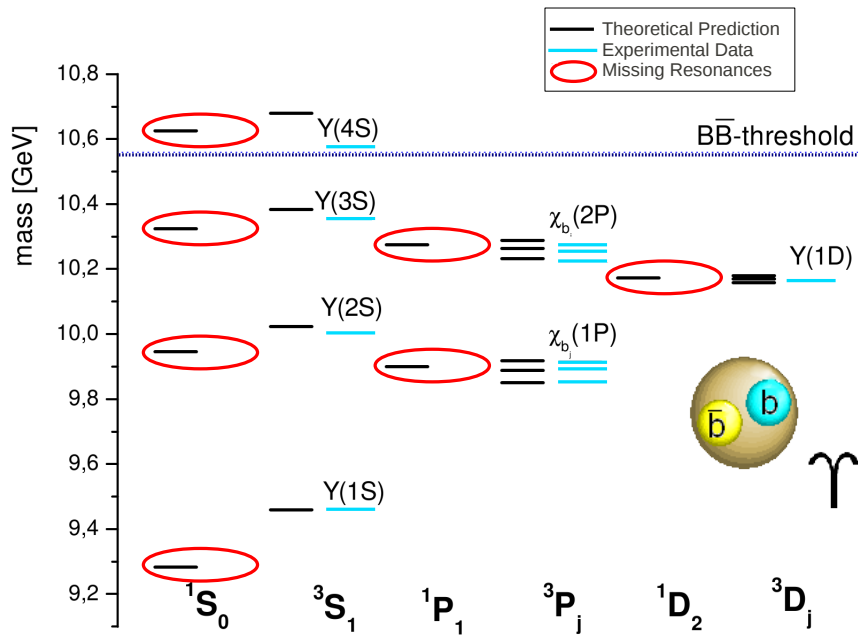 Theoretical Prediction
Experimental Data
Missing Resonances
10,8
10,6
10,4
10,2
10,0
9,8
9,6
9,4
9,2
mass [GeV]
Y(4S)
BB̅-threshold
Y(3S)
χb(2P)
Y(1D)
Y(2S)
χbj(1P)
Y(1S)
b̅
b
ϒ
¹S₀
³S₁
¹P₁
³Pⱼ
¹D₂
³Dⱼ